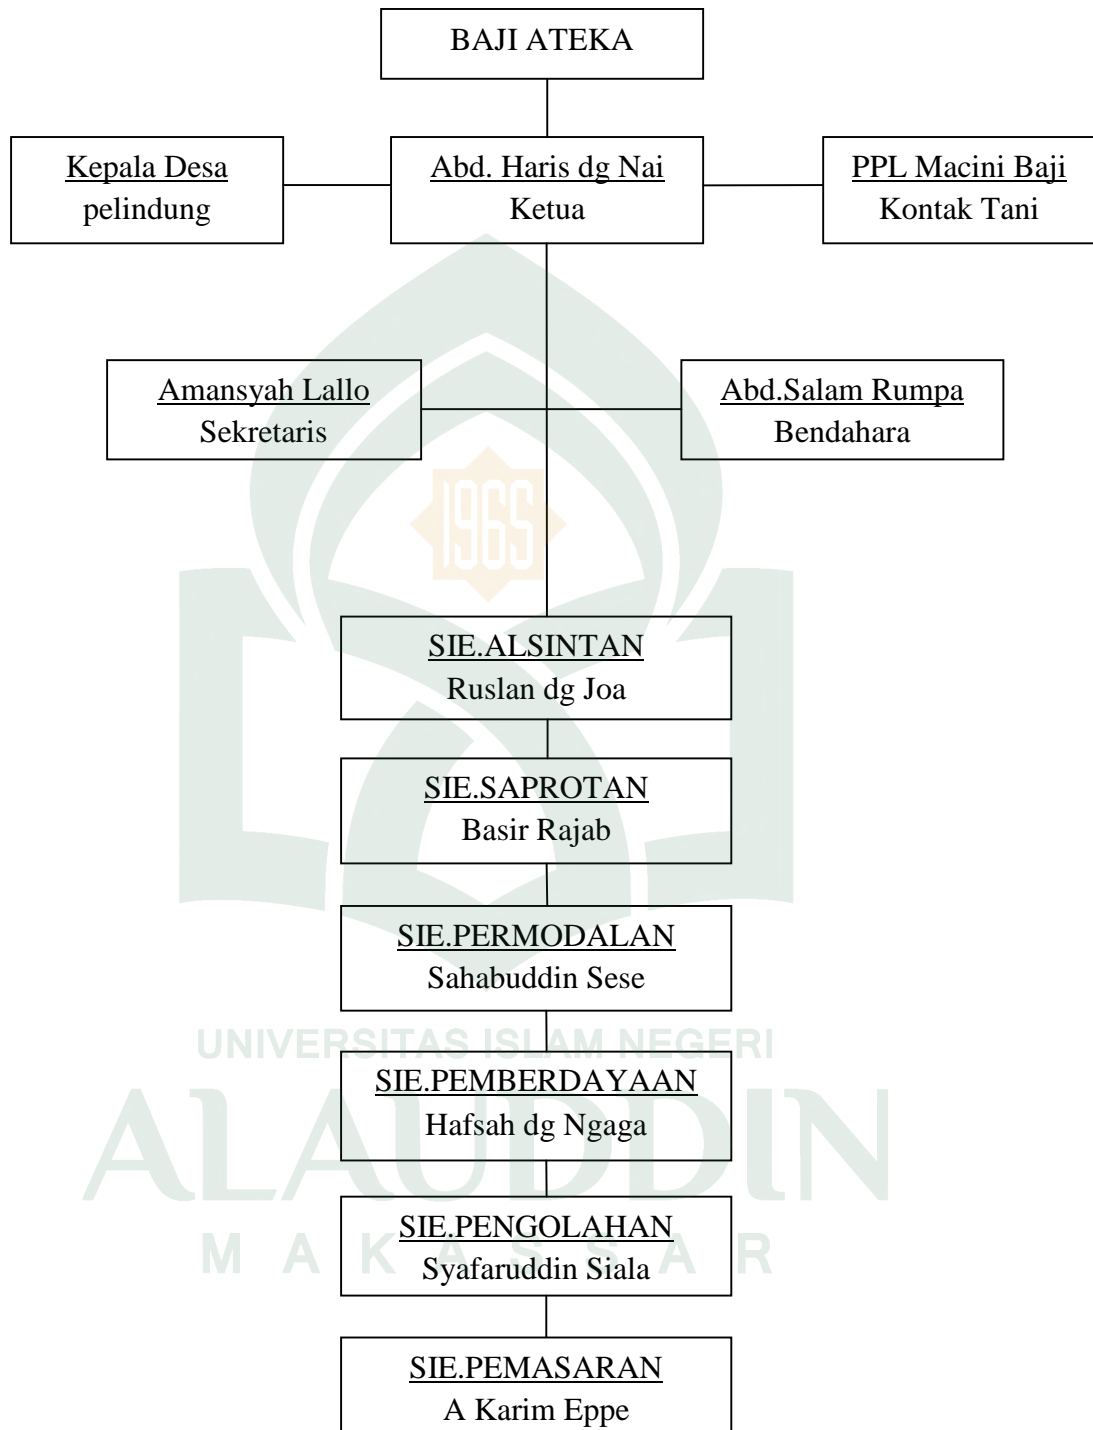 BAJI ATEKA
Kepala Desa
pelindung
Abd. Haris dg Nai
Ketua
PPL Macini Baji
Kontak Tani
Amansyah Lallo
Sekretaris
Abd.Salam Rumpa
Bendahara
1965
SIE.ALSINTAN
Ruslan dg Joa
SIE.SAPROTAN
Basir Rajab
SIE.PERMODALAN
Sahabuddin Sese
UNIVERSITAS ISLAM NEGERI
SIE.PEMBERDAYAAN
Hafsah dg Ngaga
ALAUDDIN
SIE.PENGOLAHAN
Syafaruddin Siala
MAKASSAR
SIE.PEMASARAN
A Karim Eppe